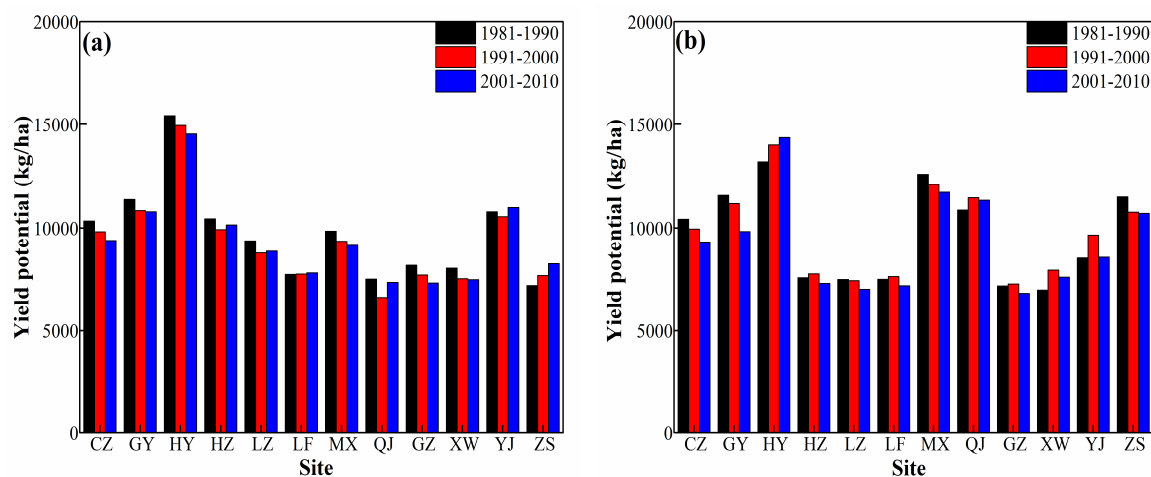 (a)
1981-1990
1991-2000
2001-2010
Yield potential (kg/ha)
20000
15000
10000
5000
0
CZ GY HY HZ LZ LF MX QJ GZ XW YJ ZS
Site
(b)
1981-1990
1991-2000
2001-2010
Yield potential (kg/ha)
20000
15000
10000
5000
0
CZ GY HY HZ LZ LF MX QJ GZ XW YJ ZS
Site